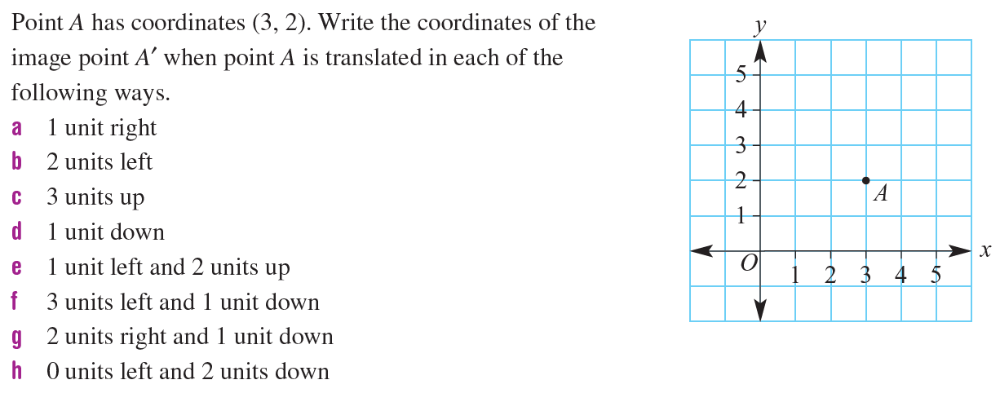 Point A has coordinates (3, 2). Write the coordinates of the
image point A′ when point A is translated in each of the
following ways.
a 1 unit right
b 2 units left
c 3 units up
d 1 unit down
e 1 unit left and 2 units up
f 3 units left and 1 unit down
g 2 units right and 1 unit down
h 0 units left and 2 units down
y
5
4
3
2
1
A
x
O
1 2 3 4 5